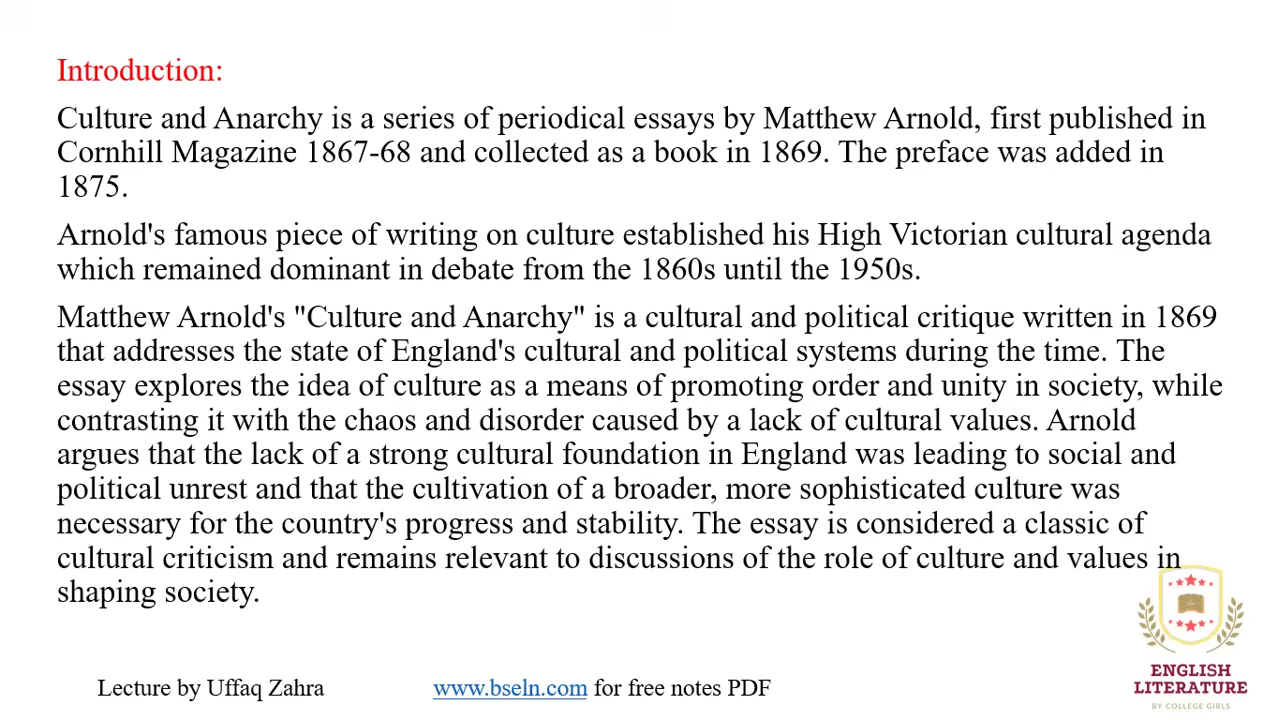 Introduction:
Culture and Anarchy is a series of periodical essays by Matthew Arnold, first published in
Cornhill Magazine 1867-68 and collected as a book in 1869. The preface was added in
1875.
Arnold's famous piece of writing on culture established his High Victorian cultural agenda
which remained dominant in debate from the 1860s until the 1950s.
Matthew Arnold's "Culture and Anarchy" is a cultural and political critique written in 1869
that addresses the state of England's cultural and political systems during the time. The
essay explores the idea of culture as a means of promoting order and unity in society, while
contrasting it with the chaos and disorder caused by a lack of cultural values. Arnold
argues that the lack of a strong cultural foundation in England was leading to social and
political unrest and that the cultivation of a broader, more sophisticated culture was
necessary for the country's progress and stability. The essay is considered a classic of
cultural criticism and remains relevant to discussions of the role of culture and values in
shaping society.
Lecture by Uffaq Zahra
www.bseln.com for free notes PDF
ENGLISH
LITERATURE
BY COLLEGE GIRLS